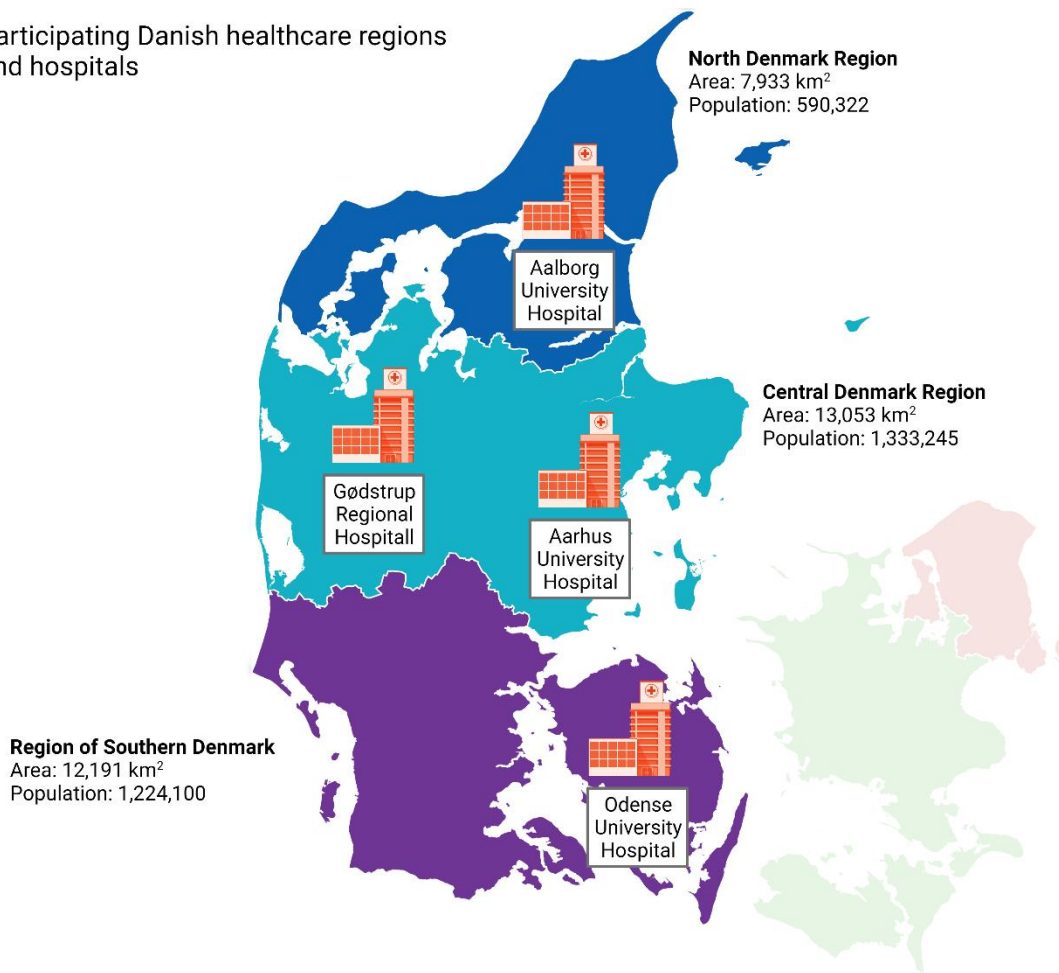 articipating Danish healthcare regions
nd hospitals
North Denmark Region
Area: 7,933 km²
Population: 590,322
Aalborg
University
Hospital
Central Denmark Region
Area: 13,053 km²
Population: 1,333,245
Gødstrup
Regional
Hospitall
Aarhus
University
Hospital
Region of Southern Denmark
Area: 12,191 km²
Population: 1,224,100
Odense
University
Hospital